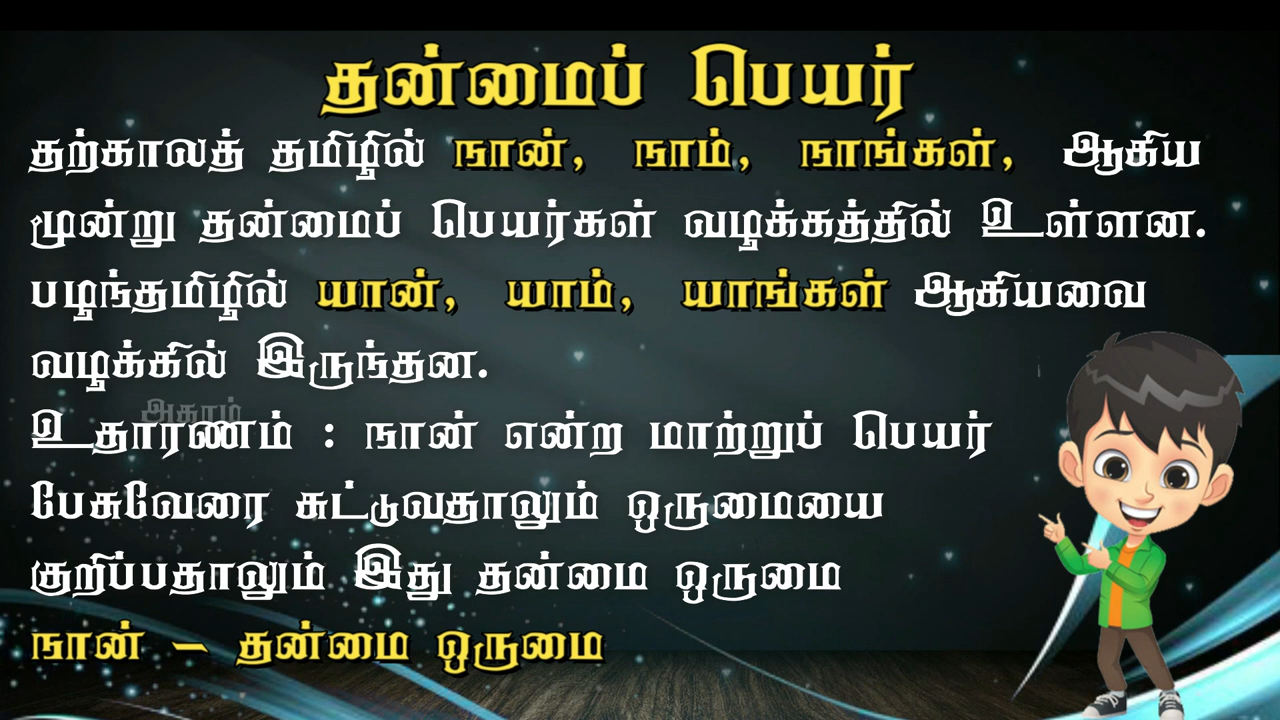 தன்மைப் பெயர்
தற்காலத் தமிழில் நான், நாம், நாங்கள், ஆகிய
மூன்று தன்மைப் பெயர்கள் வழக்கத்தில் உள்ளன.
பழந்தமிழில் யான், யாம், யாங்கள் ஆகியவை
வழக்கில் இருந்தன.
அகரம்
உதாரணம் : நான் என்ற மாற்றுப் பெயர்
பேசுவேரை சுட்டுவதாலும் ஒருமையை
குறிப்பதாலும் இது தன்மை ஒருமை
நான் – தன்மை ஒருமை